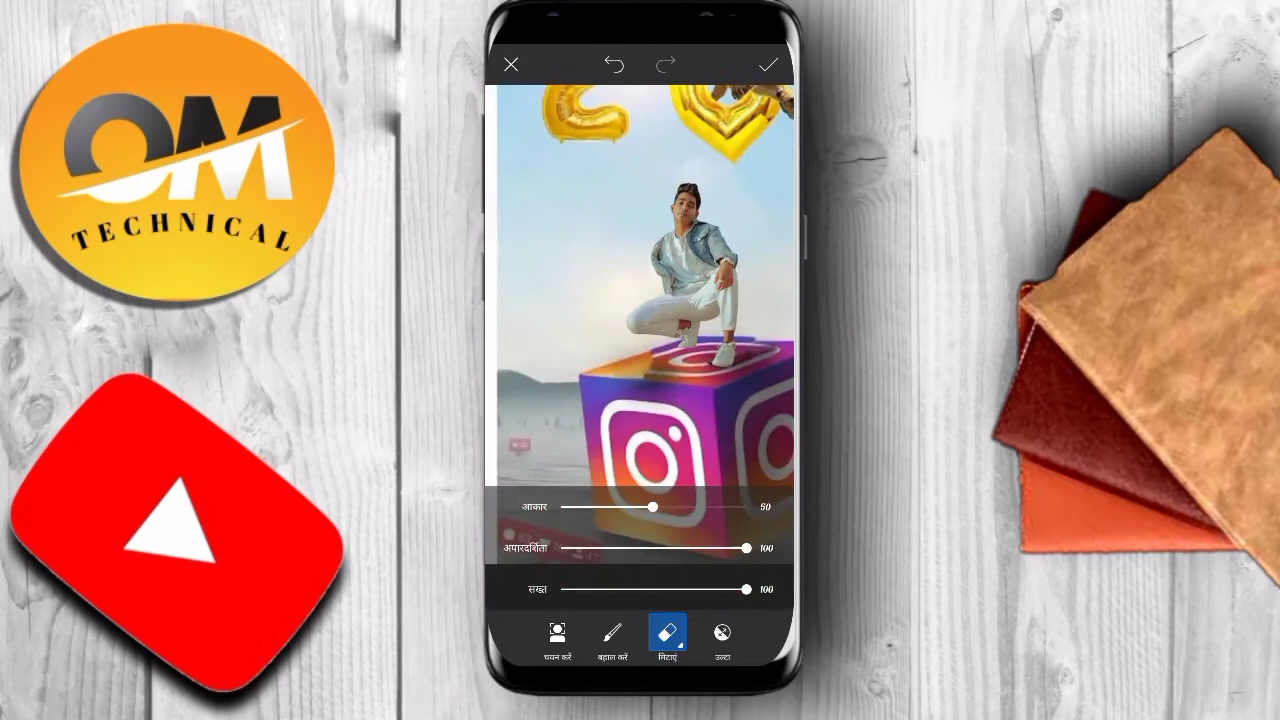 OM
TECHNICAL
आकार 50
अपारदर्शिता 100
सख्त 100
चयन करें बहाल करें मिटाएं उल्टा